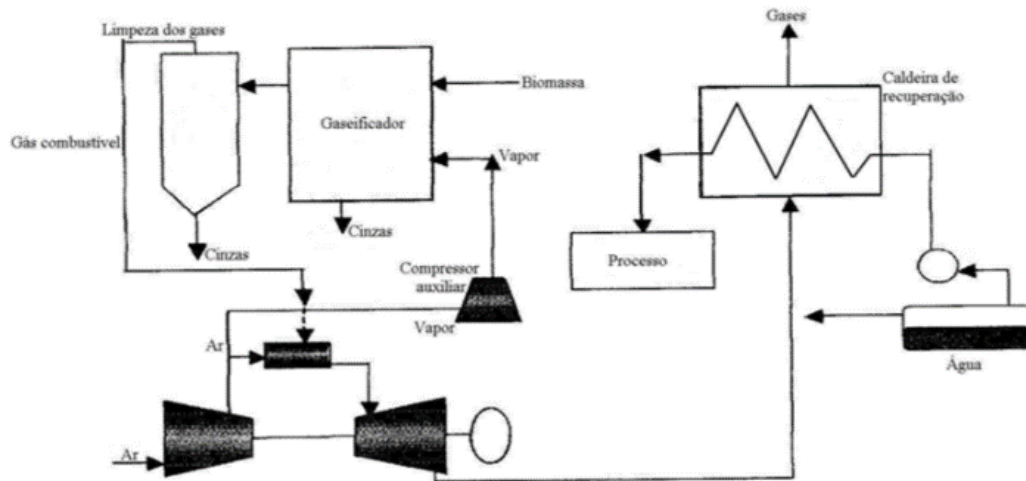 Limpeza dos gases
Gás combustível
Gaseificador
Biomassa
Vapor
Cinzas
Cinzas
Compressor
auxiliar
Vapor
Ar
Ar
Gases
Caldeira de
recuperação
Processo
Água